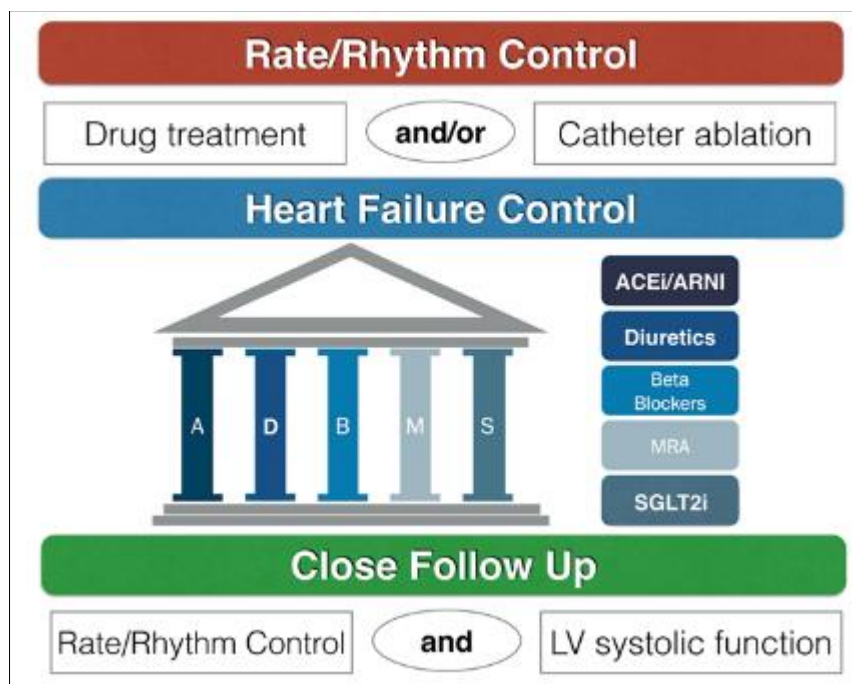 Rate/Rhythm Control
Drug treatment and/or Catheter ablation
Heart Failure Control
ACEi/ARNI
Diuretics
Beta
Blockers
MRA
SGLT2i
A D B M S
Close Follow Up
Rate/Rhythm Control and LV systolic function